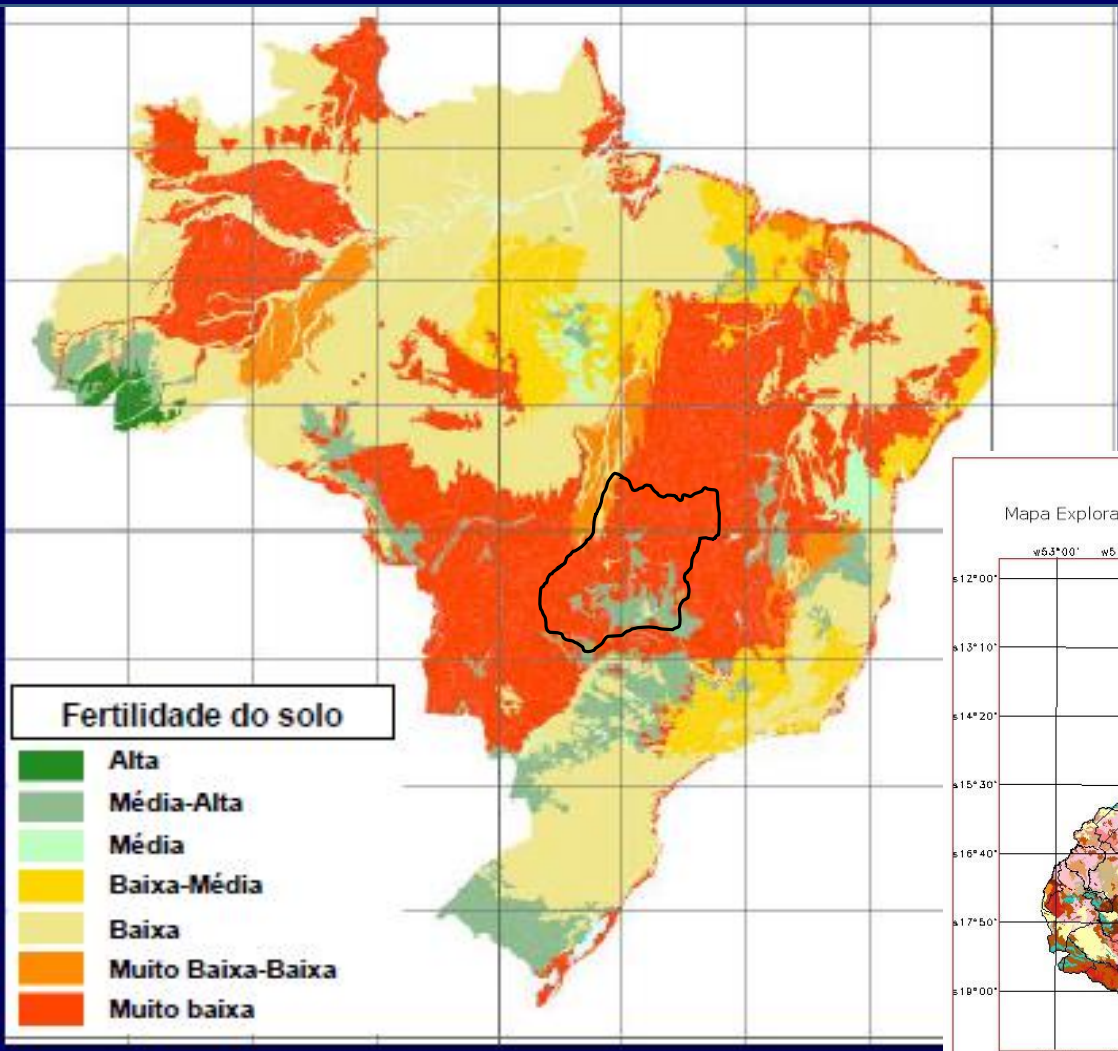 Fertilidade do solo
Alta
Média-Alta
Média
Baixa-Média
Baixa
Muito Baixa-Baixa
Muito baixa
Mapa Explora
w53°00' w5
s12°00'
s13°10'
s14°20'
s15°30'
s16°40'
s17°50'
s19°00'